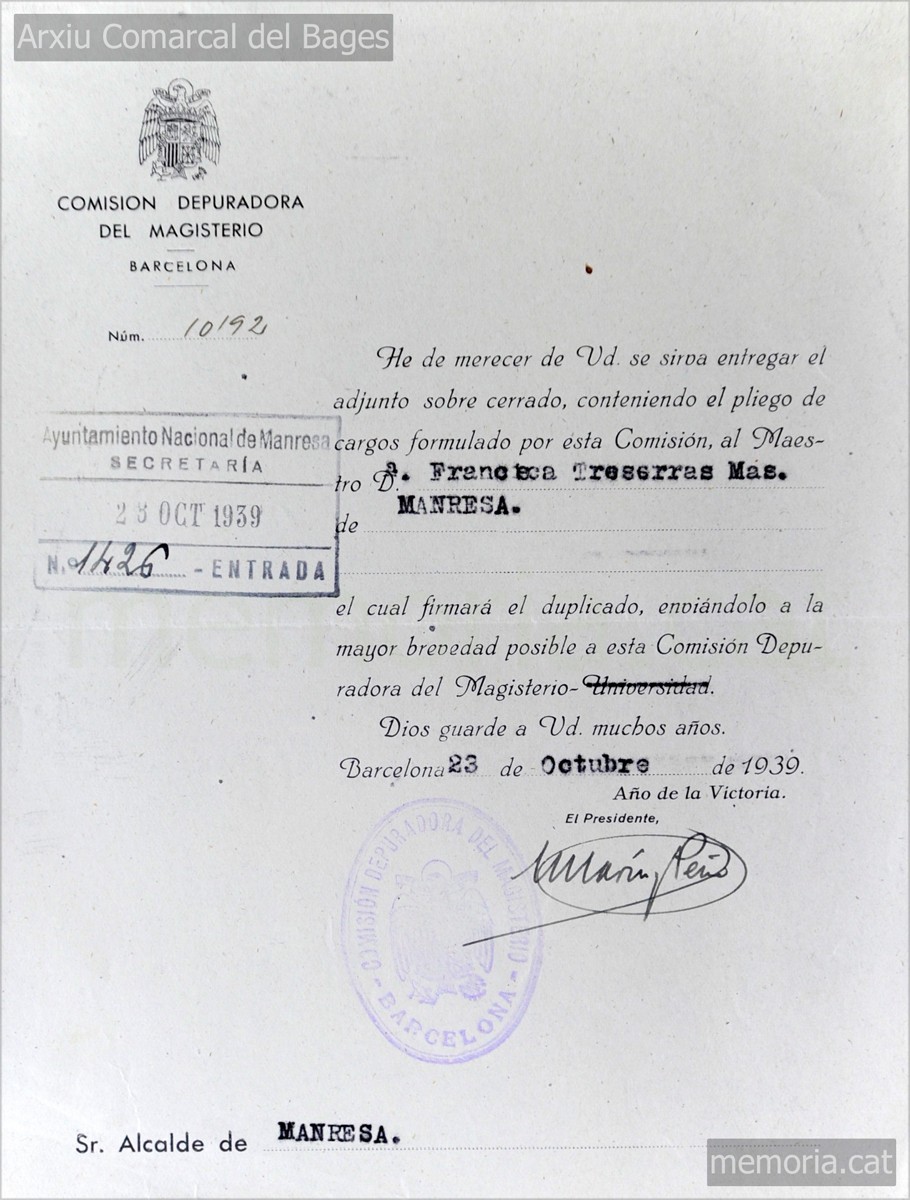 Arxiu Comarcal del Bages
COMISION DEPURADORA
DEL MAGISTERIO
BARCELONA
Núm. 10192
He de merecer de Vd. se sirva entregar el
adjunto sobre cerrado, conteniendo el pliego de
cargos formulado por esta Comisión, al Maes-
tro D.ª. Francisca Treserras Mas.
de MANRESA.
Ayuntamiento Nacional de Manresa
SECRETARÍA
OCT 1939
N.º 1426 - ENTRADA
el cual firmará el duplicado, enviándolo a la
mayor brevedad posible a esta Comisión Depu-
radora del Magisterio-Universidad.
Dios guarde a Vd. muchos años.
Barcelona 23 de Octubre de 1939.
Año de la Victoria.
El Presidente,
COMISIÓN DEPURADORA DEL MAGISTERIO
- BARCELONA -
Sr. Alcalde de MANRESA.
memoria.cat